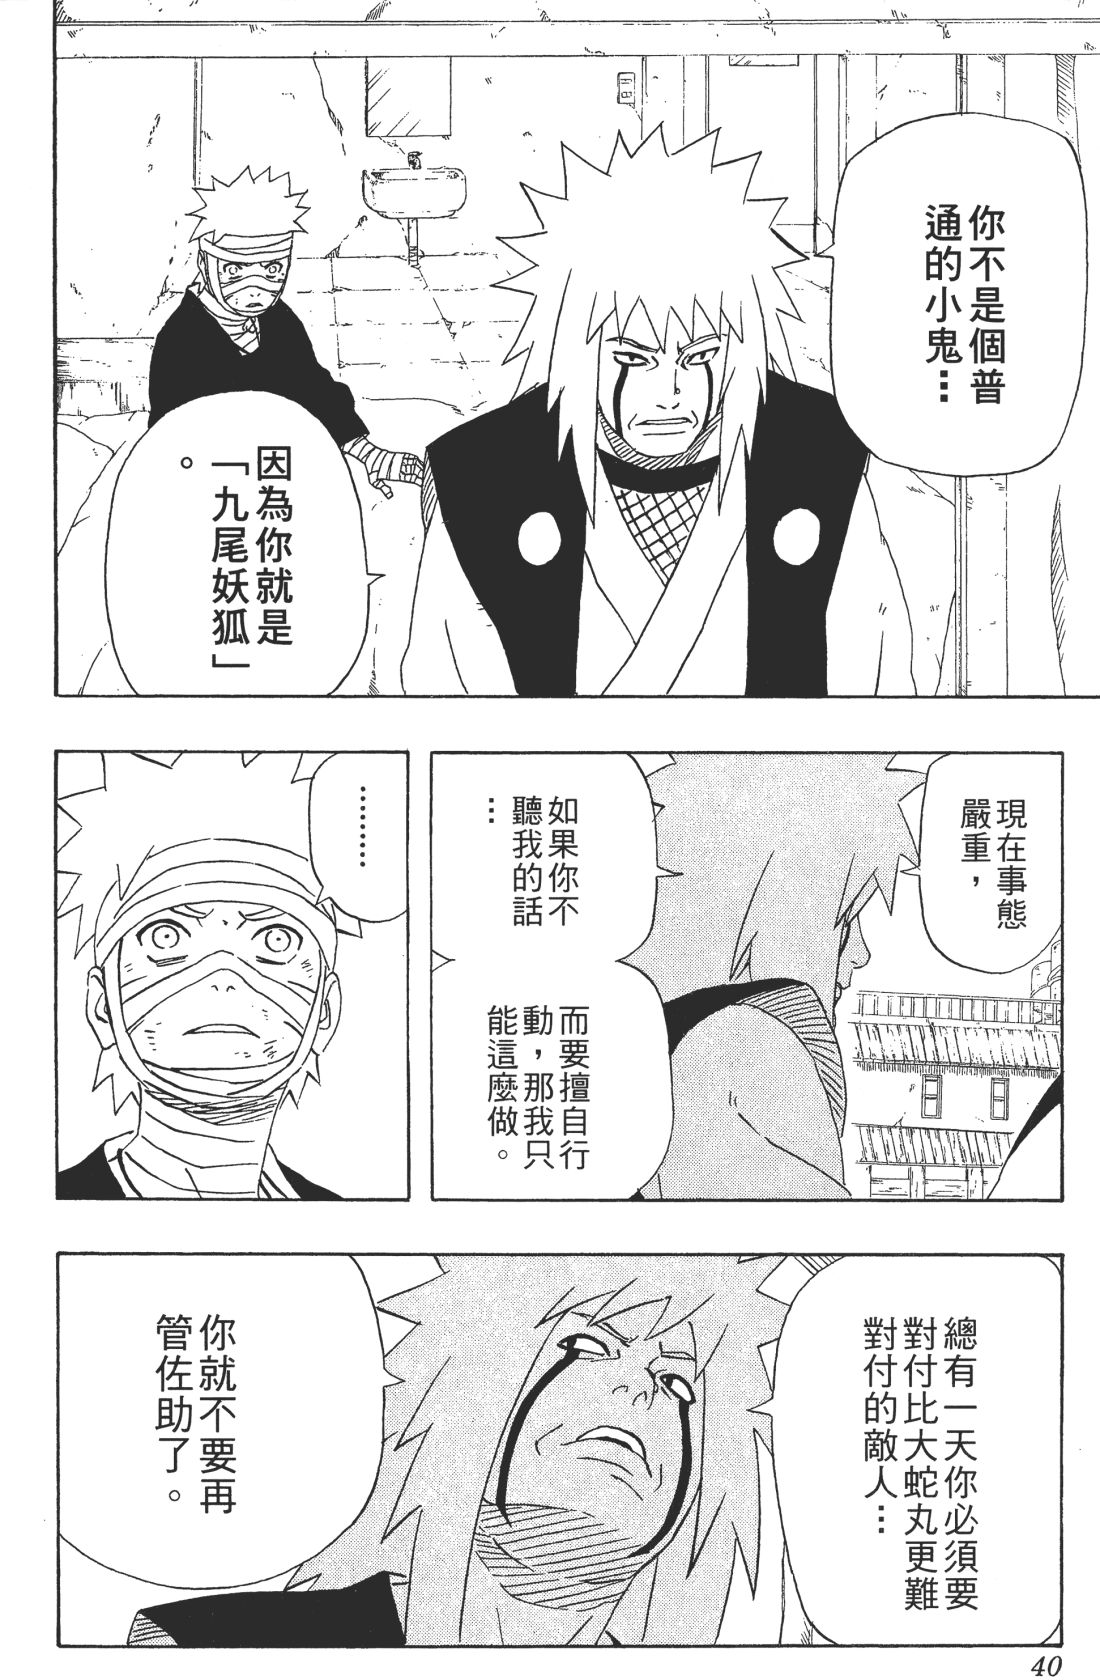 你不是個普
通的小鬼…
因為你就是
「九尾妖狐」
。
現在事態
嚴重，
如果你不
聽我的話
…
而要擅自行
動，那我只
能這麼做。
………
總有一天你必須要
對付比大蛇丸更難
對付的敵人…
你就不要再
管佐助了。
40